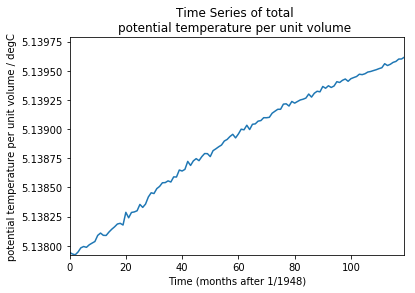 Time Series of total
potential temperature per unit volume
potential temperature per unit volume / degC
5.13975
5.13950
5.13925
5.13900
5.13875
5.13850
5.13825
5.13800
0 20 40 60 80 100
Time (months after 1/1948)